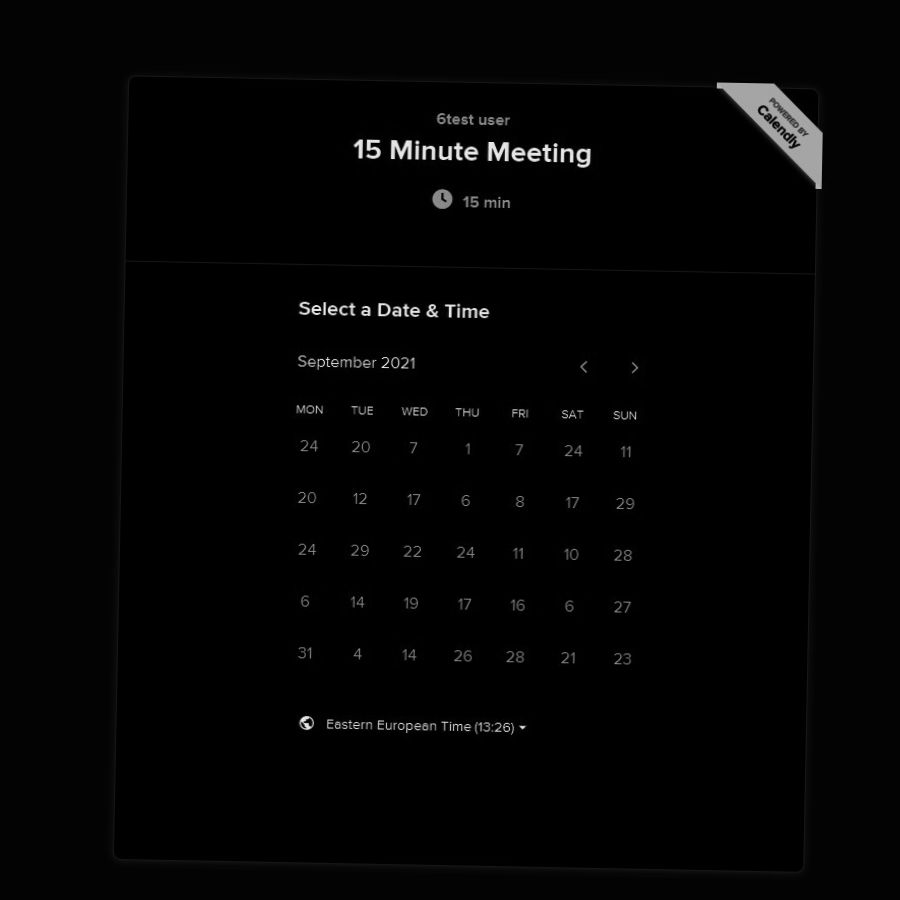 POWERED BY
Calendly
6test user
15 Minute Meeting
15 min
Select a Date & Time
September 2021
MON TUE WED THU FRI SAT SUN
24 20 7 1 7 24 11
20 12 17 6 8 17 29
24 29 22 24 11 10 28
6 14 19 17 16 6 27
31 4 14 26 28 21 23
Eastern European Time (13:26)